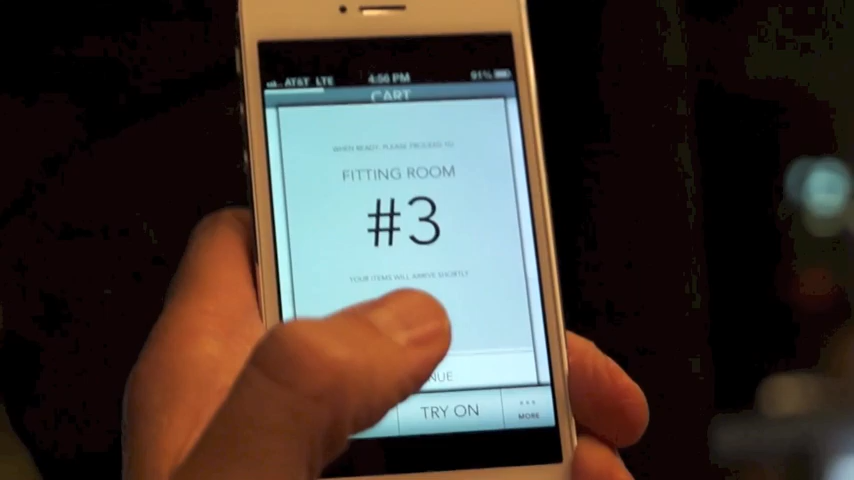 AT&T LTE 4:56 PM 91%
CART
WHEN READY, PLEASE PROCEED TO:
FITTING ROOM
#3
YOUR ITEMS WILL ARRIVE SHORTLY
NUE
TRY ON
MORE